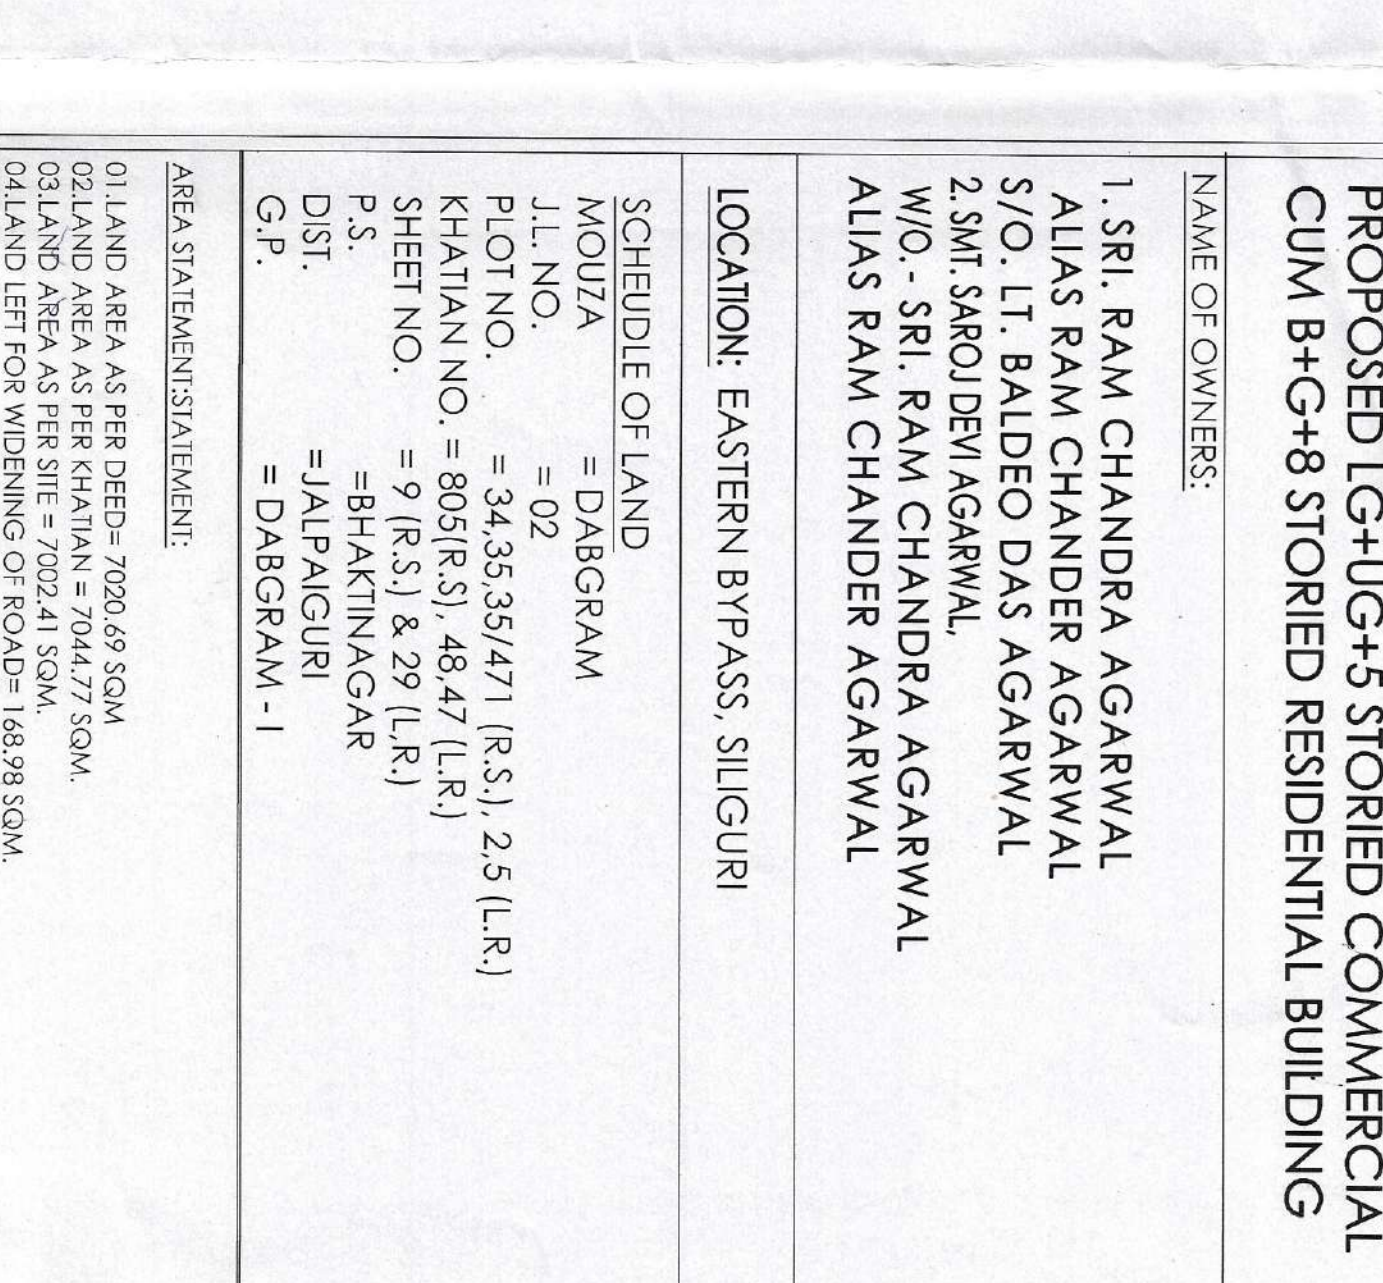 PROPOSED LG+UG+5 STORIED COMMERCIAL
CUM B+G+8 STORIED RESIDENTIAL BUILDING
NAME OF OWNERS:
1. SRI. RAM CHANDRA AGARWAL
ALIAS RAM CHANDER AGARWAL
S/O. LT. BALDEO DAS AGARWAL
2. SMT. SAROJ DEVI AGARWAL,
W/O. - SRI. RAM CHANDRA AGARWAL
ALIAS RAM CHANDER AGARWAL
LOCATION: EASTERN BYPASS, SILIGURI
SCHEUDLE OF LAND
MOUZA = DABGRAM
J.L. NO. = 02
PLOT NO. = 34,35,35/471 (R.S.), 2,5 (L.R.)
KHATIAN NO. = 805(R.S), 48,47 (L.R.)
SHEET NO. = 9 (R.S.) & 29 (L,R.)
P.S. =BHAKTINAGAR
DIST. =JALPAIGURI
G.P. = DABGRAM - I
AREA STATEMENT:STATEMENT:
01.LAND AREA AS PER DEED= 7020.69 SQM
02.LAND AREA AS PER KHATIAN = 7044.77 SQM.
03.LAND AREA AS PER SITE = 7002.41 SQM.
04.LAND LEFT FOR WIDENING OF ROAD= 168.98 SQM.